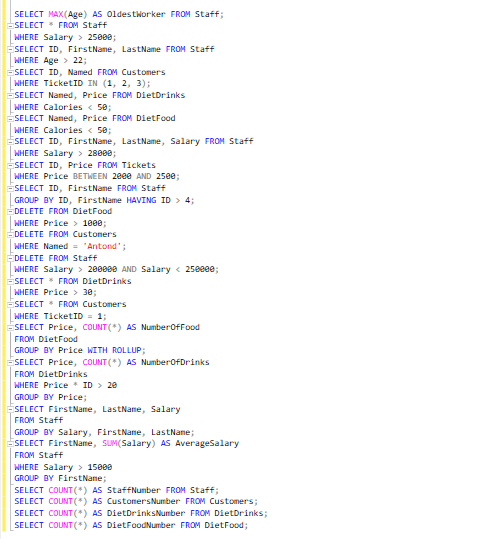 SELECT MAX(Age) AS OldestWorker FROM Staff;
SELECT * FROM Staff
WHERE Salary > 25000;
SELECT ID, FirstName, LastName FROM Staff
WHERE Age > 22;
SELECT ID, Named FROM Customers
WHERE TicketID IN (1, 2, 3);
SELECT Named, Price FROM DietDrinks
WHERE Calories < 50;
SELECT Named, Price FROM DietFood
WHERE Calories < 50;
SELECT ID, FirstName, LastName, Salary FROM Staff
WHERE Salary > 28000;
SELECT ID, Price FROM Tickets
WHERE Price BETWEEN 2000 AND 2500;
SELECT ID, FirstName FROM Staff
GROUP BY ID, FirstName HAVING ID > 4;
DELETE FROM DietFood
WHERE Price > 1000;
DELETE FROM Customers
WHERE Named = 'Antond';
DELETE FROM Staff
WHERE Salary > 200000 AND Salary < 250000;
SELECT * FROM DietDrinks
WHERE Price > 30;
SELECT * FROM Customers
WHERE TicketID = 1;
SELECT Price, COUNT(*) AS NumberOfFood
FROM DietFood
GROUP BY Price WITH ROLLUP;
SELECT Price, COUNT(*) AS NumberOfDrinks
FROM DietDrinks
WHERE Price * ID > 20
GROUP BY Price;
SELECT FirstName, LastName, Salary
FROM Staff
GROUP BY Salary, FirstName, LastName;
SELECT FirstName, SUM(Salary) AS AverageSalary
FROM Staff
WHERE Salary > 15000
GROUP BY FirstName;
SELECT COUNT(*) AS StaffNumber FROM Staff;
SELECT COUNT(*) AS CustomersNumber FROM Customers;
SELECT COUNT(*) AS DietDrinksNumber FROM DietDrinks;
SELECT COUNT(*) AS DietFoodNumber FROM DietFood;